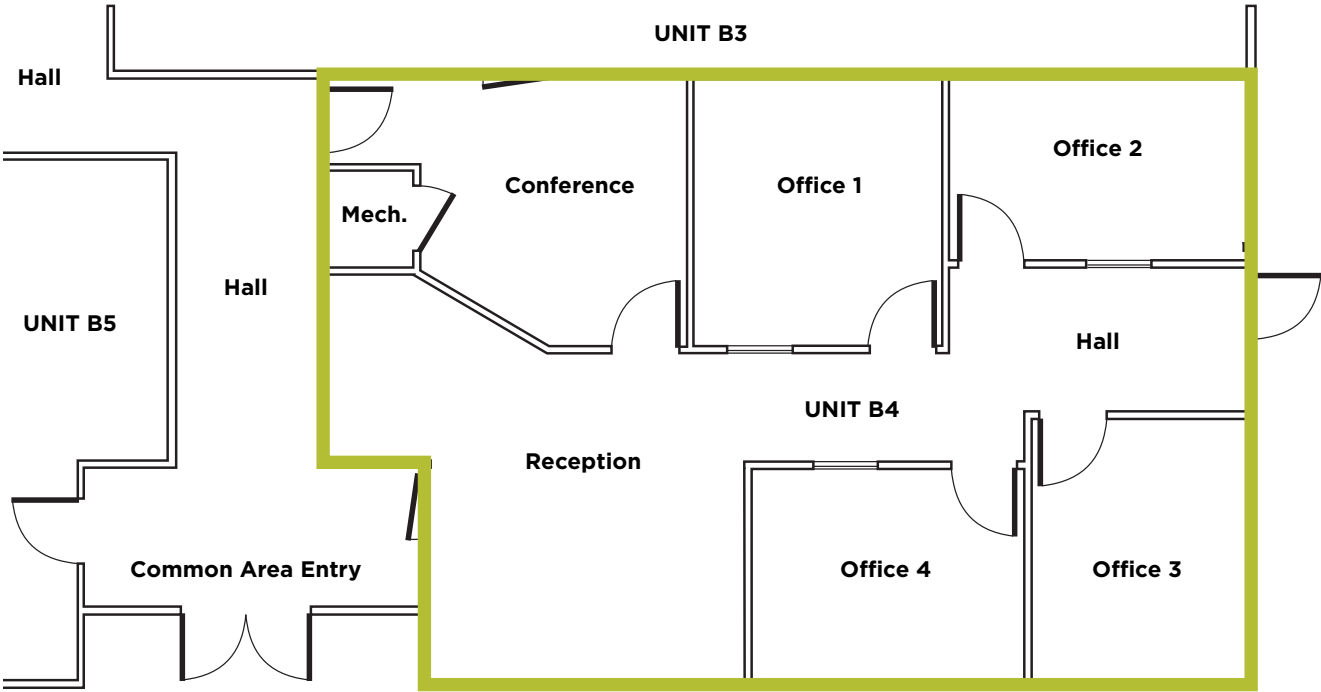 UNIT B3
Hall
Office 2
Conference
Office 1
Mech.
Hall
UNIT B5
Hall
UNIT B4
Reception
Common Area Entry
Office 4
Office 3